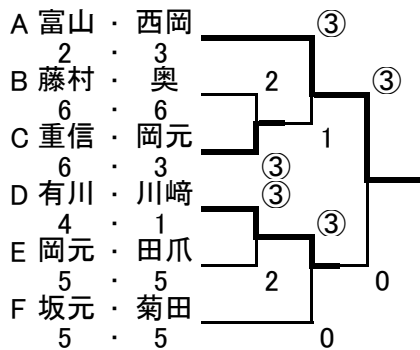 A 富山 ・ 西岡 ③
2 ・ 3
B 藤村 ・ 奥 2 ③
6 ・ 6
C 重信 ・ 岡元 1
6 ・ 3 ③
D 有川 ・ 川﨑 ③
4 ・ 1 ③
E 岡元 ・ 田爪
5 ・ 5 2 0
F 坂元 ・ 菊田
5 ・ 5 0